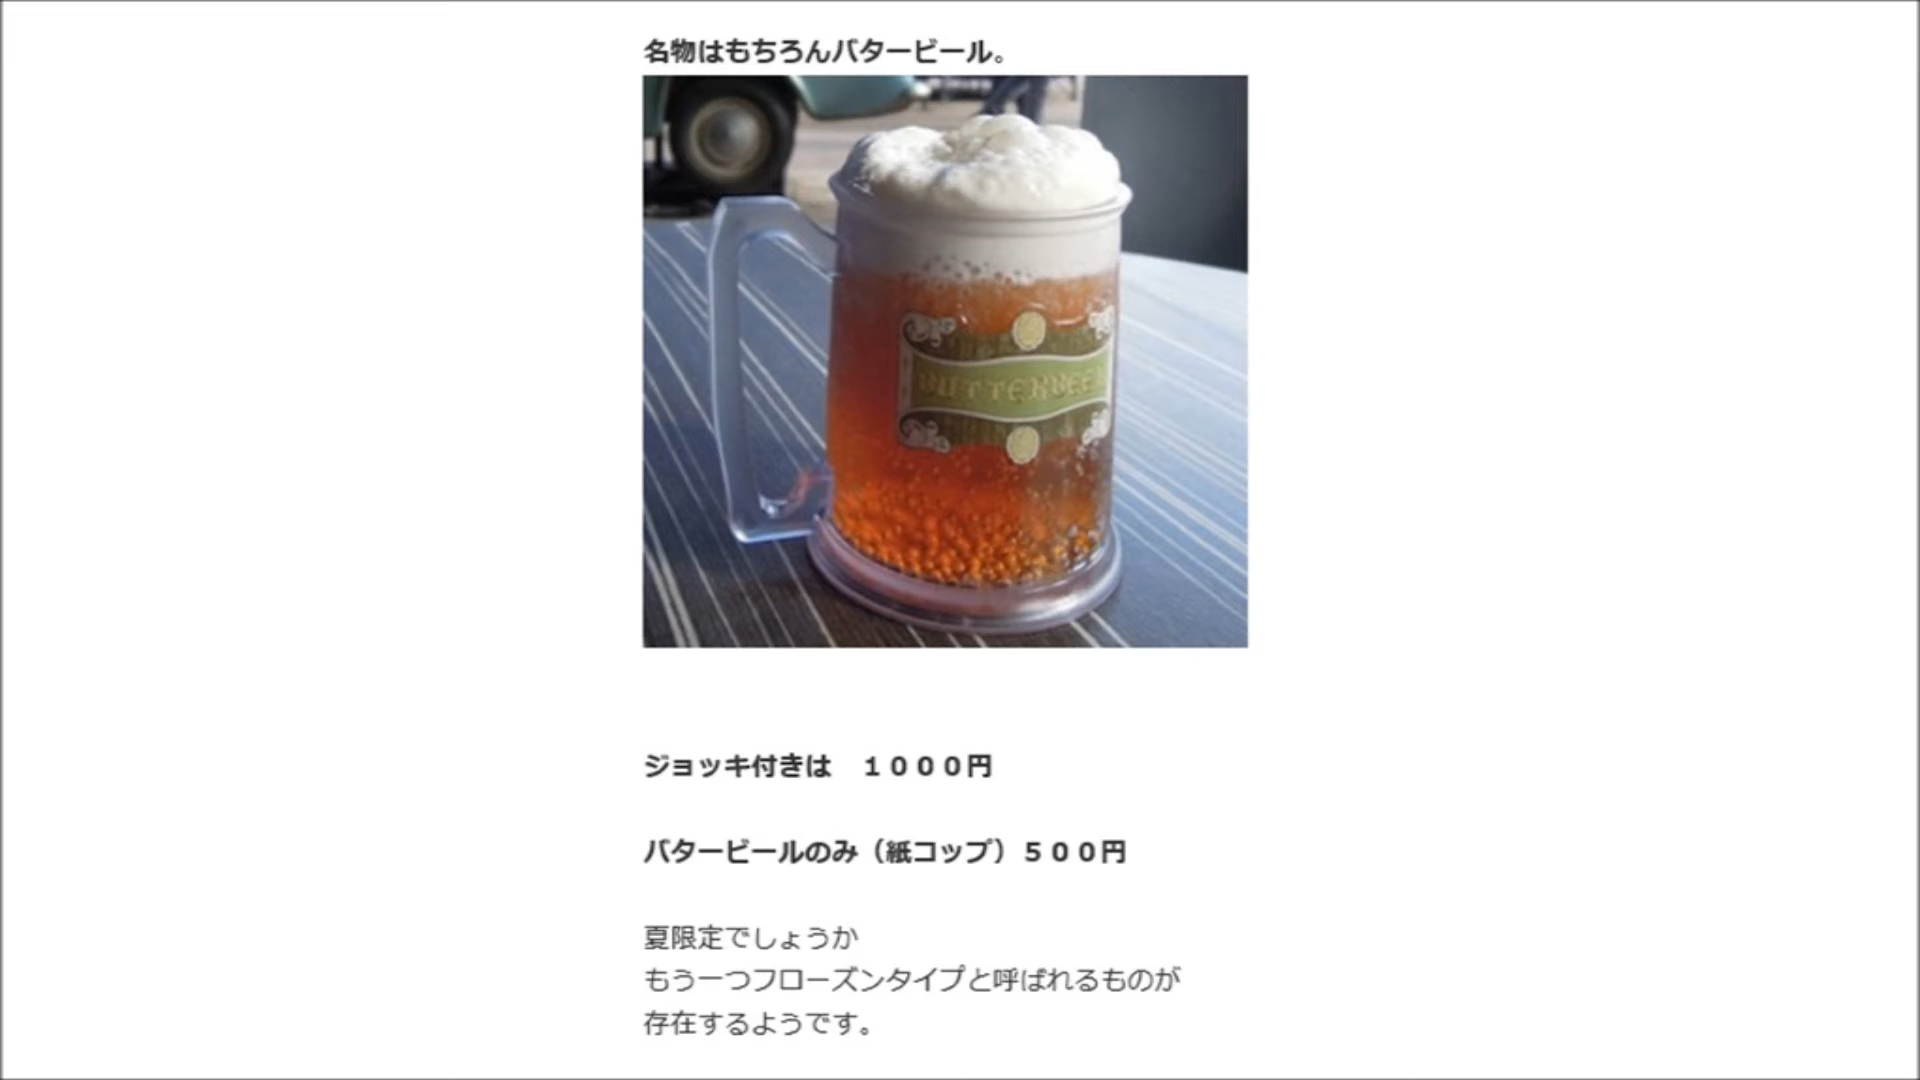 名物はもちろんバタービール。
BUTTERBEE
ジョッキ付きは　１０００円
バタービールのみ（紙コップ）５００円
夏限定でしょうか
もう一つフローズンタイプと呼ばれるものが
存在するようです。